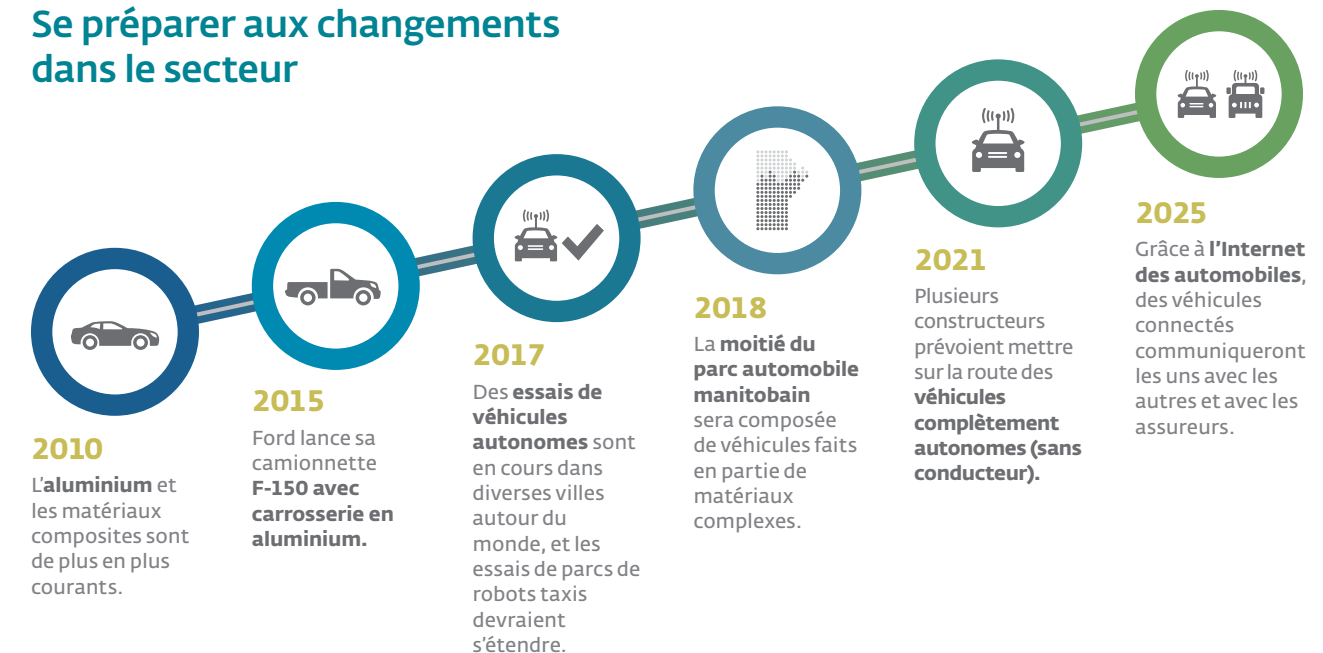 Se préparer aux changements
dans le secteur
2010
L'aluminium et
les matériaux
composites sont
de plus en plus
courants.
2015
Ford lance sa
camionnette
F-150 avec
carrosserie en
aluminium.
2017
Des essais de
véhicules
autonomes sont
en cours dans
diverses villes
autour du
monde, et les
essais de parcs de
robots taxis
devraient
s'étendre.
2018
La moitié du
parc automobile
manitobain
sera composée
de véhicules faits
en partie de
matériaux
complexes.
2021
Plusieurs
constructeurs
prévoient mettre
sur la route des
véhicules
complètement
autonomes (sans
conducteur).
2025
Grâce à l'Internet
des automobiles,
des véhicules
connectés
communiqueront
les uns avec les
autres et avec les
assureurs.